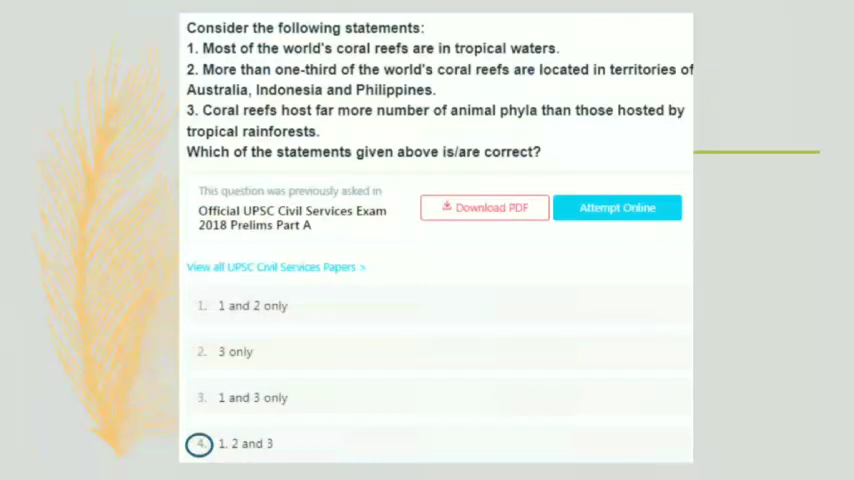 Consider the following statements:
1. Most of the world's coral reefs are in tropical waters.
2. More than one-third of the world's coral reefs are located in territories of
Australia, Indonesia and Philippines.
3. Coral reefs host far more number of animal phyla than those hosted by
tropical rainforests.
Which of the statements given above is/are correct?
This question was previously asked in
Official UPSC Civil Services Exam
2018 Prelims Part A
Download PDF
Attempt Online
View all UPSC Civil Services Papers >
1. 1 and 2 only
2. 3 only
3. 1 and 3 only
4. 1. 2 and 3